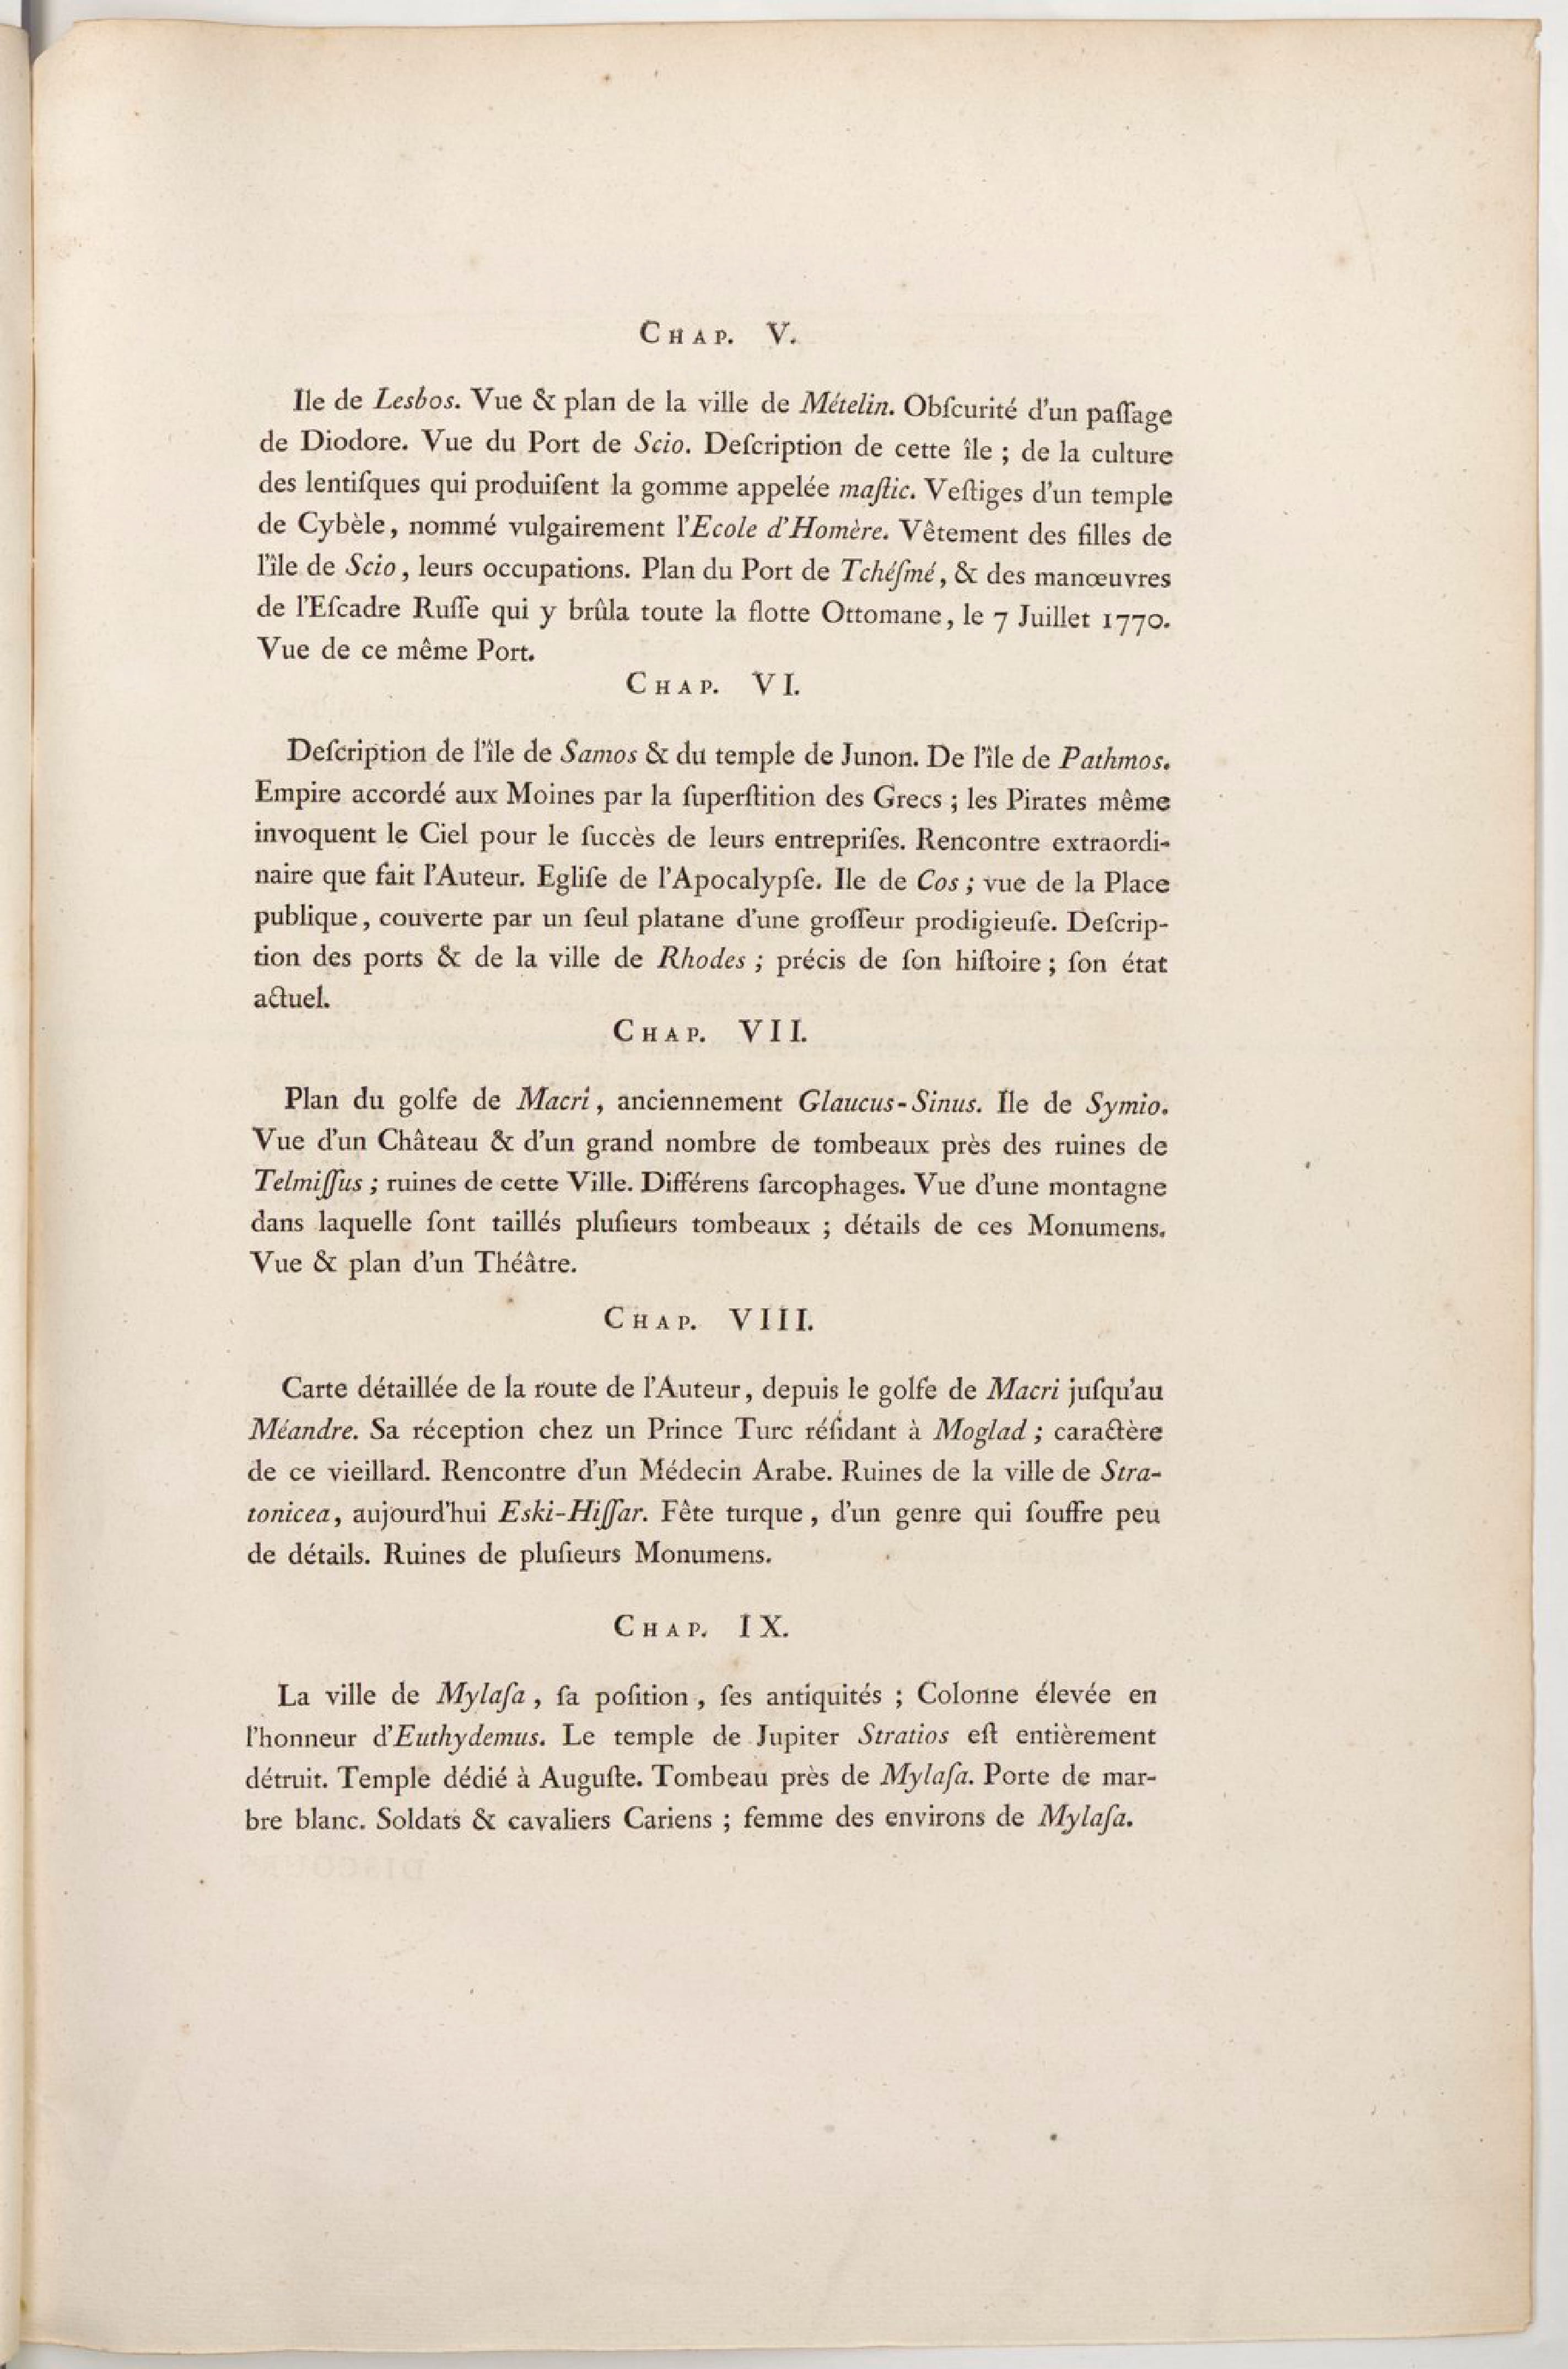 CHAP. V.
Ile de Lesbos. Vue & plan de la ville de Mételin. Obſcurité d'un paſſage
de Diodore. Vue du Port de Scio. Deſcription de cette île ; de la culture
des lentiſques qui produiſent la gomme appelée maſtic. Veſtiges d'un temple
de Cybèle, nommé vulgairement l'Ecole d'Homère. Vêtement des filles de
l'île de Scio, leurs occupations. Plan du Port de Tchéſmé, & des manœuvres
de l'Eſcadre Ruſſe qui y brûla toute la flotte Ottomane, le 7 Juillet 1770.
Vue de ce même Port.
CHAP. VI.
Deſcription de l'île de Samos & du temple de Junon. De l'île de Pathmos.
Empire accordé aux Moines par la ſuperſtition des Grecs ; les Pirates même
invoquent le Ciel pour le ſuccès de leurs entrepriſes. Rencontre extraordi-
naire que fait l'Auteur. Egliſe de l'Apocalypſe. Ile de Cos ; vue de la Place
publique, couverte par un ſeul platane d'une groſſeur prodigieuſe. Deſcrip-
tion des ports & de la ville de Rhodes ; précis de ſon hiſtoire ; ſon état
actuel.
CHAP. VII.
Plan du golfe de Macri, anciennement Glaucus-Sinus. Ile de Symio.
Vue d'un Château & d'un grand nombre de tombeaux près des ruines de
Telmiſſus ; ruines de cette Ville. Différens ſarcophages. Vue d'une montagne
dans laquelle ſont taillés pluſieurs tombeaux ; détails de ces Monumens.
Vue & plan d'un Théâtre.
CHAP. VIII.
Carte détaillée de la route de l'Auteur, depuis le golfe de Macri juſqu'au
Méandre. Sa réception chez un Prince Turc réſidant à Moglad ; caractère
de ce vieillard. Rencontre d'un Médecin Arabe. Ruines de la ville de Stra-
tonicea, aujourd'hui Eski-Hiſſar. Fête turque, d'un genre qui ſouffre peu
de détails. Ruines de pluſieurs Monumens.
CHAP. IX.
La ville de Mylaſa, ſa poſition, ſes antiquités ; Colonne élevée en
l'honneur d'Euthydemus. Le temple de Jupiter Stratios eſt entièrement
détruit. Temple dédié à Auguſte. Tombeau près de Mylaſa. Porte de mar-
bre blanc. Soldats & cavaliers Cariens ; femme des environs de Mylaſa.